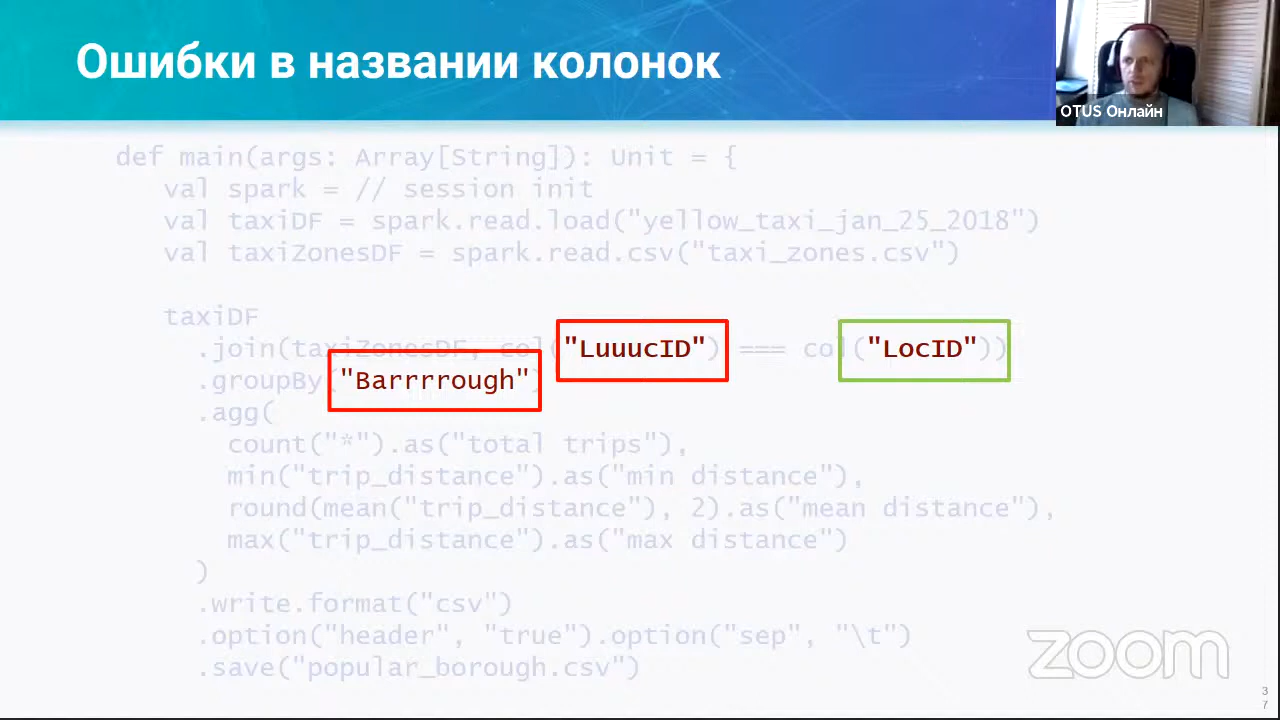 Ошибки в названии колонок
OTUS Онлайн
def main(args: Array[String]): Unit = {
val spark = // session init
val taxiDF = spark.read.load("yellow_taxi_jan_25_2018")
val taxiZonesDF = spark.read.csv("taxi_zones.csv")
taxiDF
.join(taxiZonesDF, col("LuuucID") === col("LocID"))
.groupBy("Barrrrough")
.agg(
count("*").as("total trips"),
min("trip_distance").as("min distance"),
round(mean("trip_distance"), 2).as("mean distance"),
max("trip_distance").as("max distance")
)
.write.format("csv")
.option("header", "true").option("sep", "\t")
.save("popular_borough.csv")
zoom
3
7